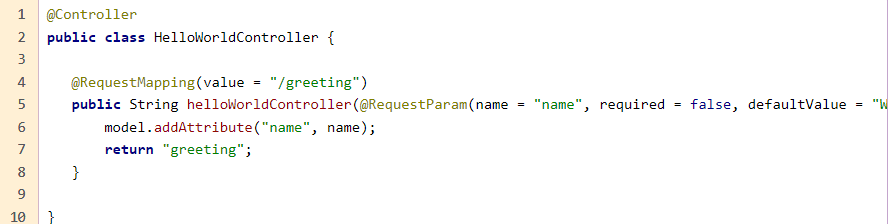 1 @Controller
2 public class HelloWorldController {
3
4 @RequestMapping(value = "/greeting")
5 public String helloWorldController(@RequestParam(name = "name", required = false, defaultValue = "W
6 model.addAttribute("name", name);
7 return "greeting";
8 }
9
10 }